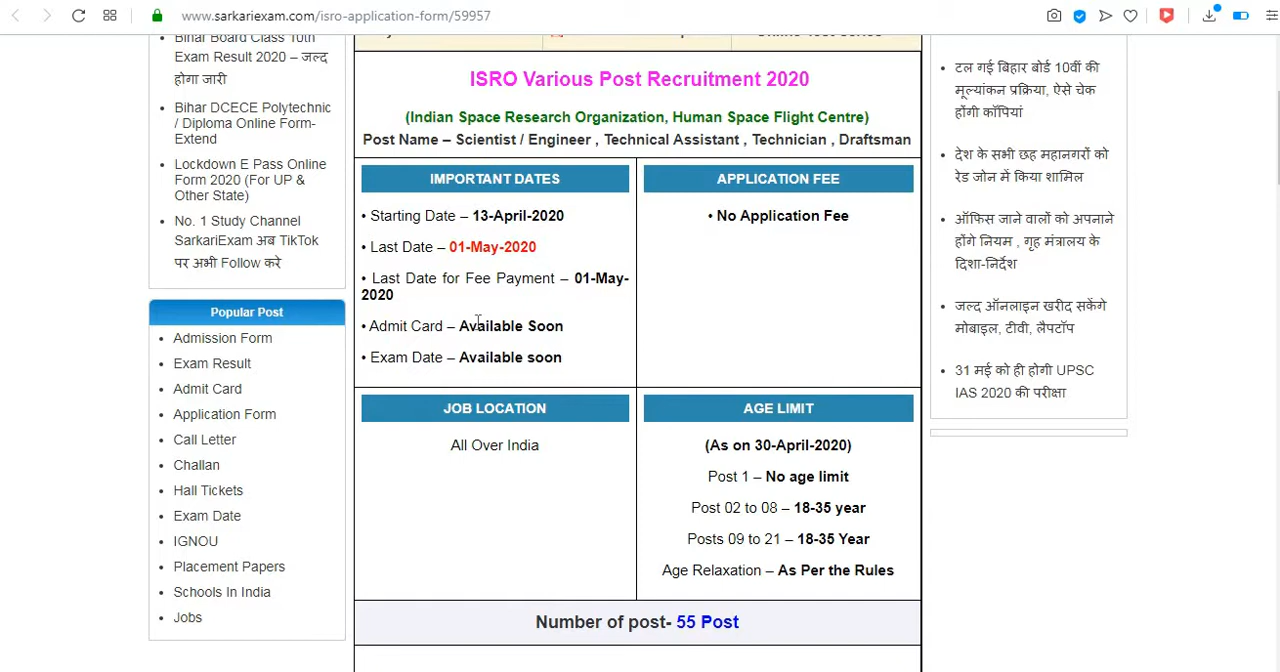 www.sarkariexam.com/isro-application-form/59957
Bihar Board Class 10th
Exam Result 2020 – जल्द
होगा जारी
Bihar DCECE Polytechnic
/ Diploma Online Form-
Extend
Lockdown E Pass Online
Form 2020 (For UP &
Other State)
No. 1 Study Channel
SarkariExam अब TikTok
पर अभी Follow करे
Popular Post
Admission Form
Exam Result
Admit Card
Application Form
Call Letter
Challan
Hall Tickets
Exam Date
IGNOU
Placement Papers
Schools In India
Jobs
ISRO Various Post Recruitment 2020
(Indian Space Research Organization, Human Space Flight Centre)
Post Name – Scientist / Engineer , Technical Assistant , Technician , Draftsman
IMPORTANT DATES
• Starting Date – 13-April-2020
• Last Date – 01-May-2020
• Last Date for Fee Payment – 01-May-
2020
• Admit Card – Available Soon
• Exam Date – Available soon
APPLICATION FEE
• No Application Fee
JOB LOCATION
All Over India
AGE LIMIT
(As on 30-April-2020)
Post 1 – No age limit
Post 02 to 08 – 18-35 year
Posts 09 to 21 – 18-35 Year
Age Relaxation – As Per the Rules
Number of post- 55 Post
टल गई बिहार बोर्ड 10वीं की
मूल्यांकन प्रक्रिया, ऐसे चेक
होंगी कॉपियां
देश के सभी छह महानगरों को
रेड जोन में किया शामिल
ऑफिस जाने वालों को अपनाने
होंगे नियम , गृह मंत्रालय के
दिशा-निर्देश
जल्द ऑनलाइन खरीद सकेंगे
मोबाइल, टीवी, लैपटॉप
31 मई को ही होगी UPSC
IAS 2020 की परीक्षा